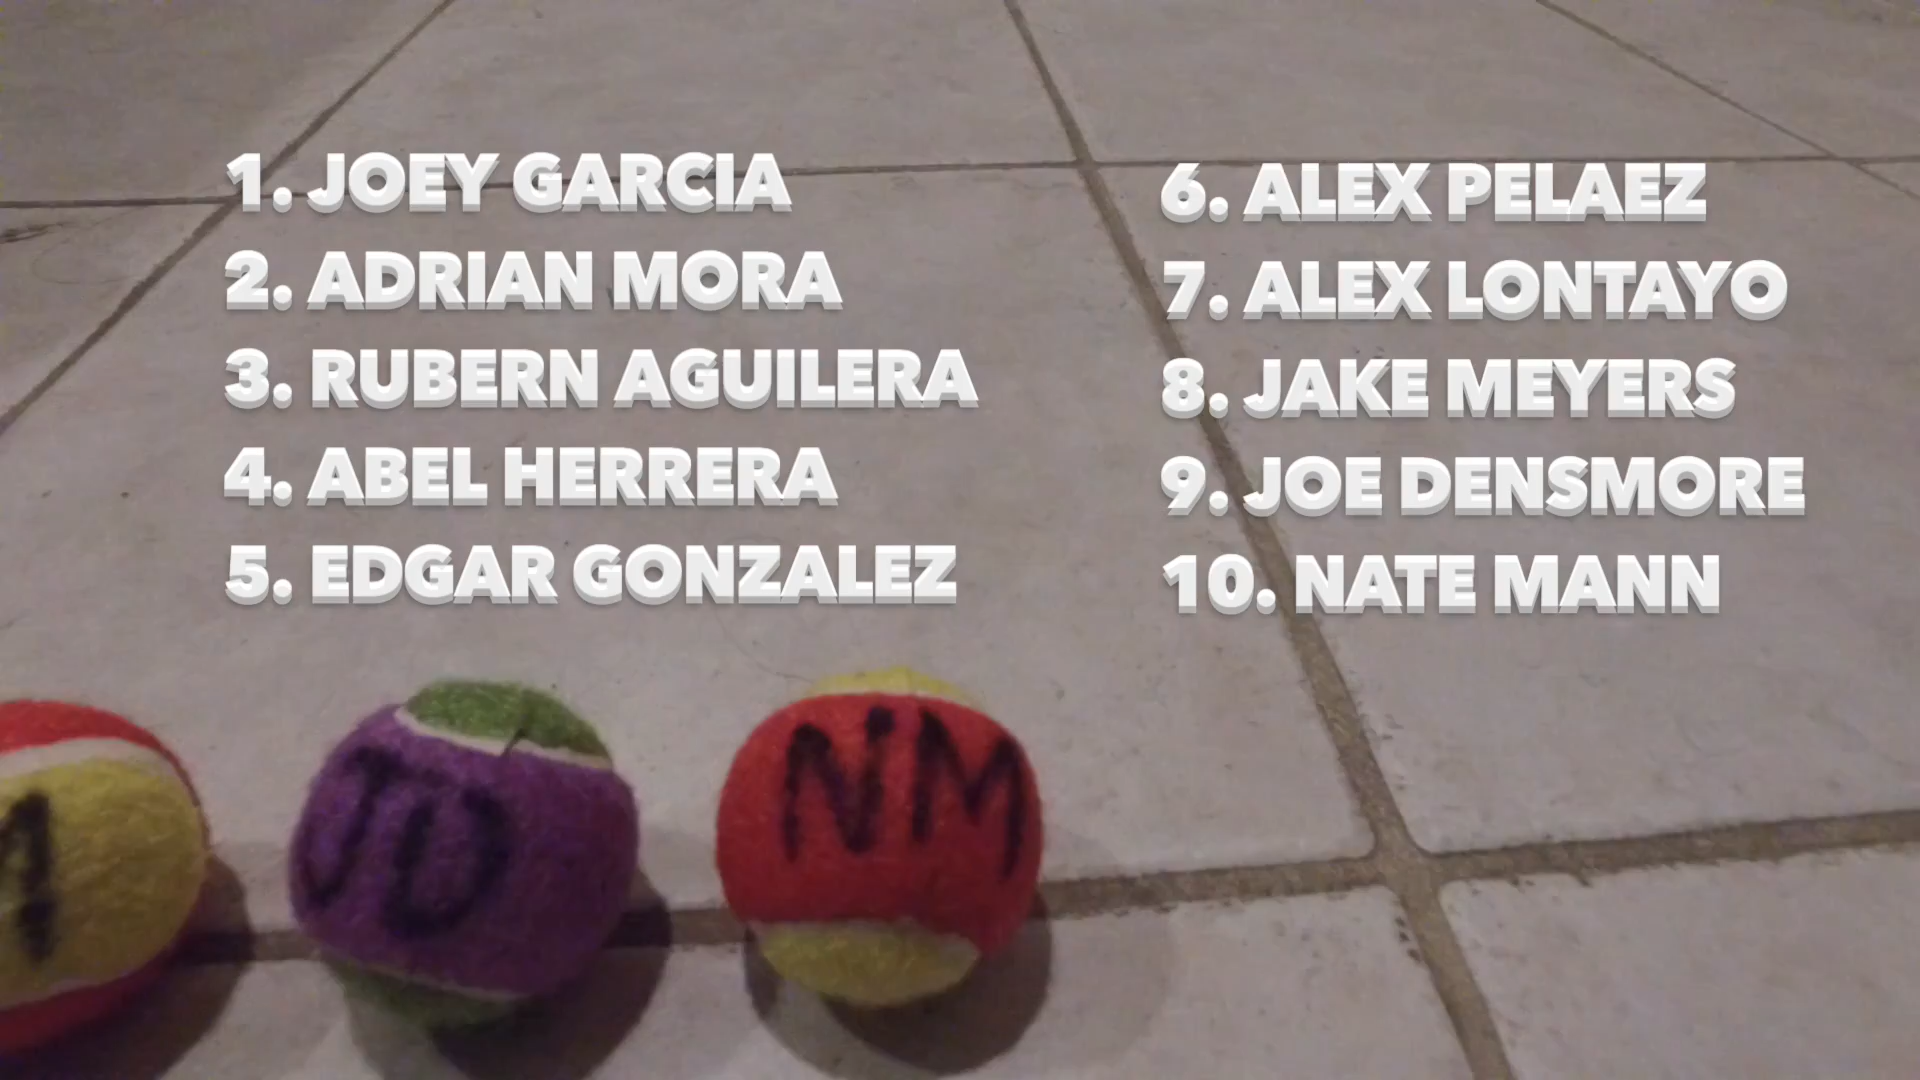 1. JOEY GARCIA
2. ADRIAN MORA
3. RUBERN AGUILERA
4. ABEL HERRERA
5. EDGAR GONZALEZ
6. ALEX PELAEZ
7. ALEX LONTAYO
8. JAKE MEYERS
9. JOE DENSMORE
10. NATE MANN
JD
NM